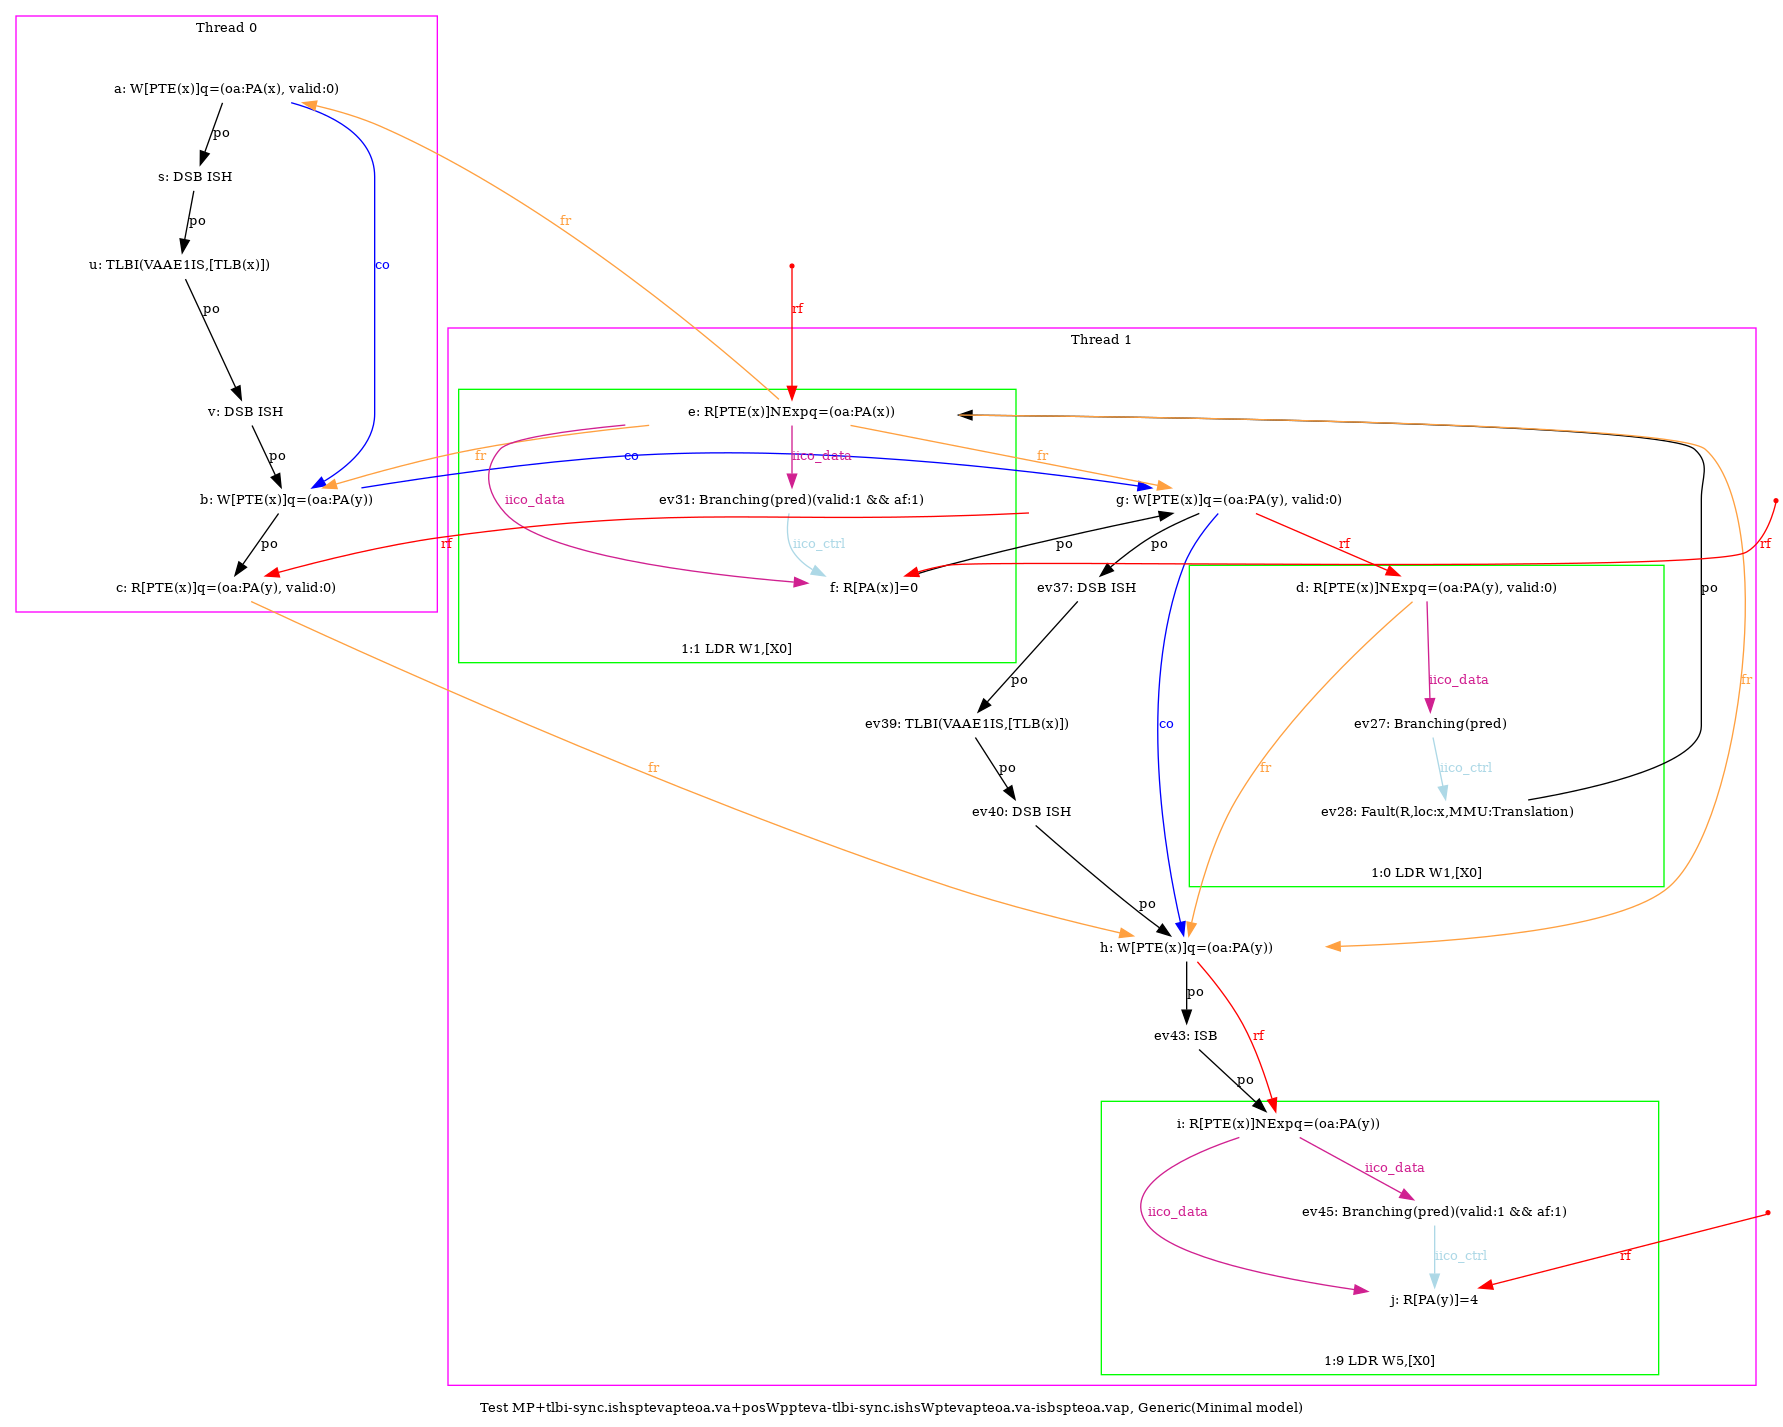 Thread 0
a: W[PTE(x)]q=(oa:PA(x), valid:0)
po
s: DSB ISH
po
fr
u: TLBI(VAAE1IS,[TLB(x)])
co
po
rf
v: DSB ISH
po
b: W[PTE(x)]q=(oa:PA(y))
po
c: R[PTE(x)]q=(oa:PA(y), valid:0)
Thread 1
e: R[PTE(x)]NExpq=(oa:PA(x))
fr
co
iico_data
fr
iico_data
ev31: Branching(pred)(valid:1 && af:1)
g: W[PTE(x)]q=(oa:PA(y), valid:0)
rf
iico_ctrl
po
po
rf
rf
f: R[PA(x)]=0
ev37: DSB ISH
d: R[PTE(x)]NExpq=(oa:PA(y), valid:0)
po
1:1 LDR W1,[X0]
po
iico_data
fr
ev39: TLBI(VAAE1IS,[TLB(x)])
co
ev27: Branching(pred)
fr
po
fr
iico_ctrl
ev40: DSB ISH
ev28: Fault(R,loc:x,MMU:Translation)
1:0 LDR W1,[X0]
po
h: W[PTE(x)]q=(oa:PA(y))
po
ev43: ISB
rf
po
i: R[PTE(x)]NExpq=(oa:PA(y))
iico_data
iico_data
ev45: Branching(pred)(valid:1 && af:1)
iico_ctrl
rf
j: R[PA(y)]=4
1:9 LDR W5,[X0]
Test MP+tlbi-sync.ishsptevapteoa.va+posWppteva-tlbi-sync.ishsWptevapteoa.va-isbspteoa.vap, Generic(Minimal model)